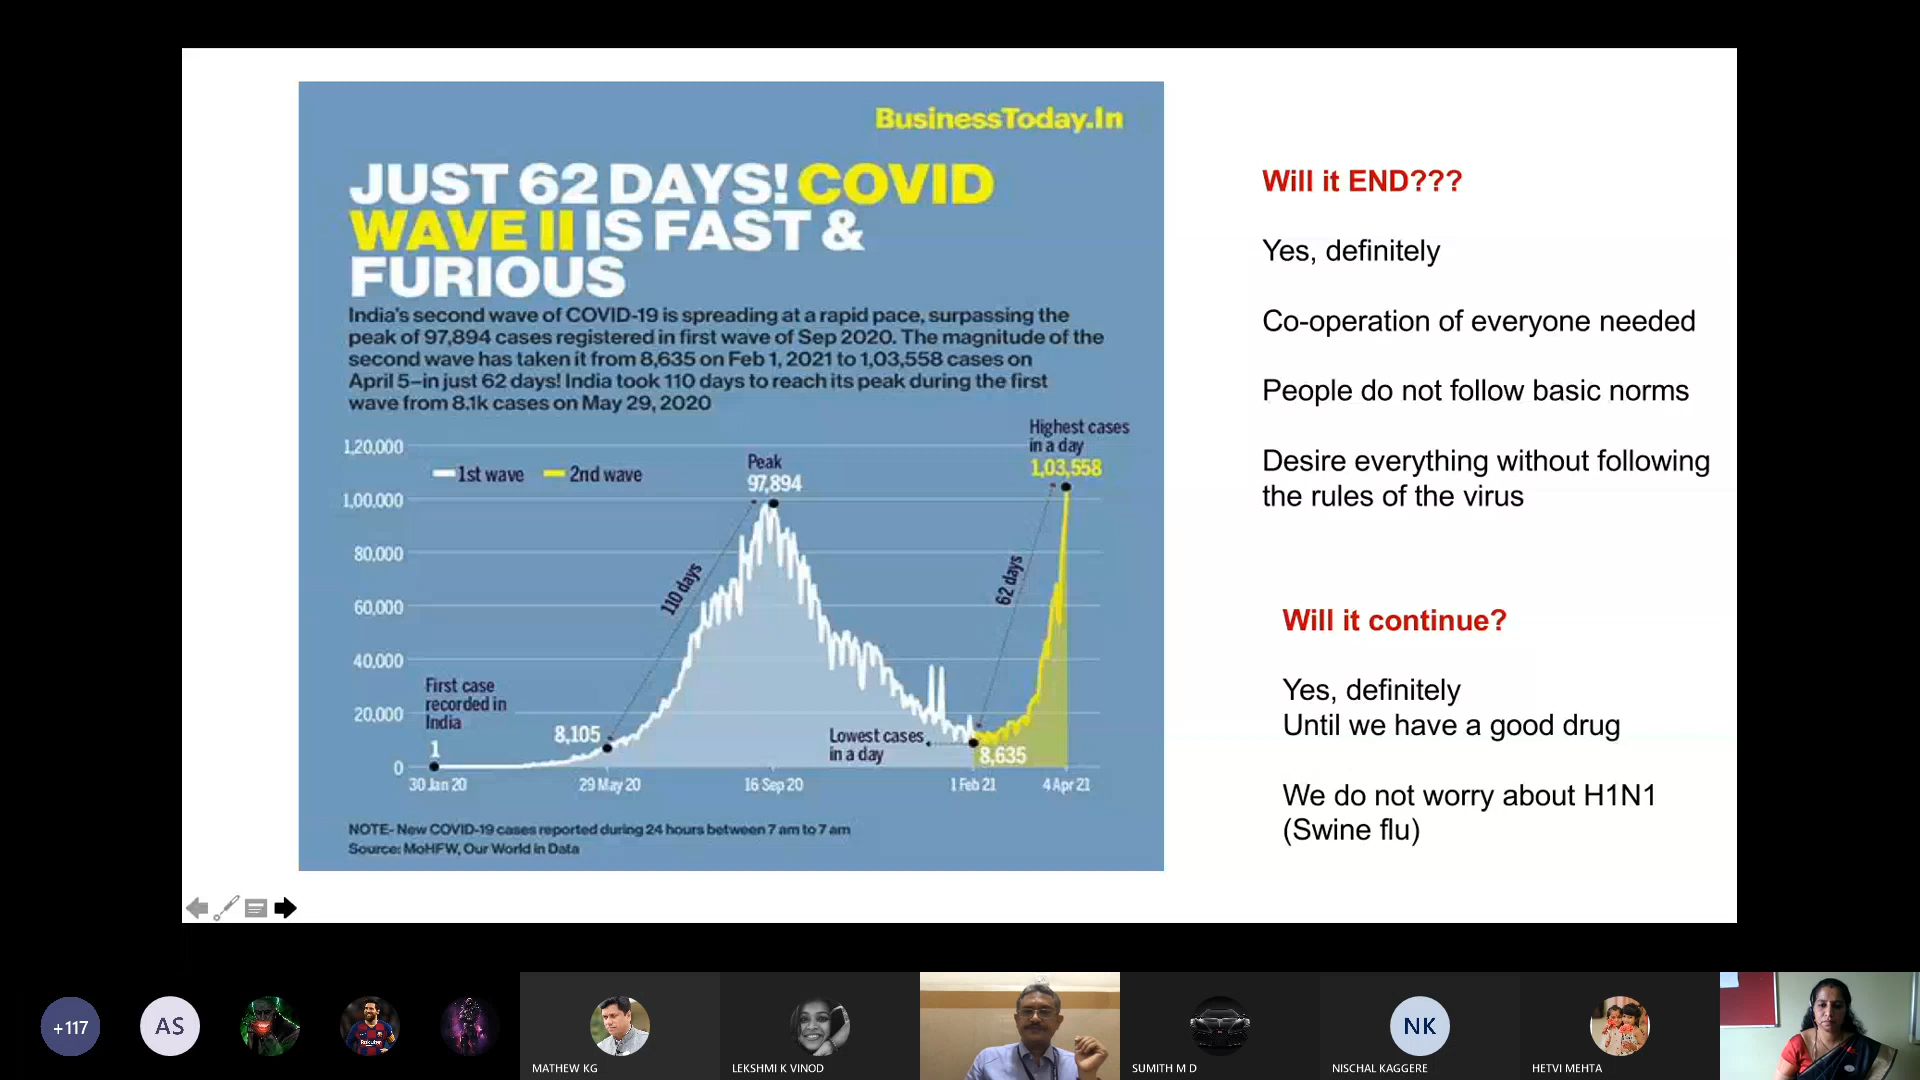 BusinessToday.In
JUST 62 DAYS! COVID
WAVE II IS FAST &
FURIOUS
India's second wave of COVID-19 is spreading at a rapid pace, surpassing the
peak of 97,894 cases registered in first wave of Sep 2020. The magnitude of the
second wave has taken it from 8,635 on Feb 1, 2021 to 1,03,558 cases on
April 5–in just 62 days! India took 110 days to reach its peak during the first
wave from 8.1k cases on May 29, 2020
1,20,000
1,00,000
80,000
60,000
40,000
20,000
0
1st wave
2nd wave
Peak
97,894
Highest cases
in a day
1,03,558
110 days
62 days
First case
recorded in
India
1
8,105
Lowest cases
in a day
8,635
30 Jan 20
29 May 20
16 Sep 20
1 Feb 21
4 Apr 21
NOTE- New COVID-19 cases reported during 24 hours between 7 am to 7 am
Source: MoHFW, Our World in Data
Will it END???
Yes, definitely
Co-operation of everyone needed
People do not follow basic norms
Desire everything without following
the rules of the virus
Will it continue?
Yes, definitely
Until we have a good drug
We do not worry about H1N1
(Swine flu)
+117
AS
Rakuten
MATHEW KG
LEKSHMI K VINOD
SUMITH M D
NK
NISCHAL KAGGERE
HETVI MEHTA